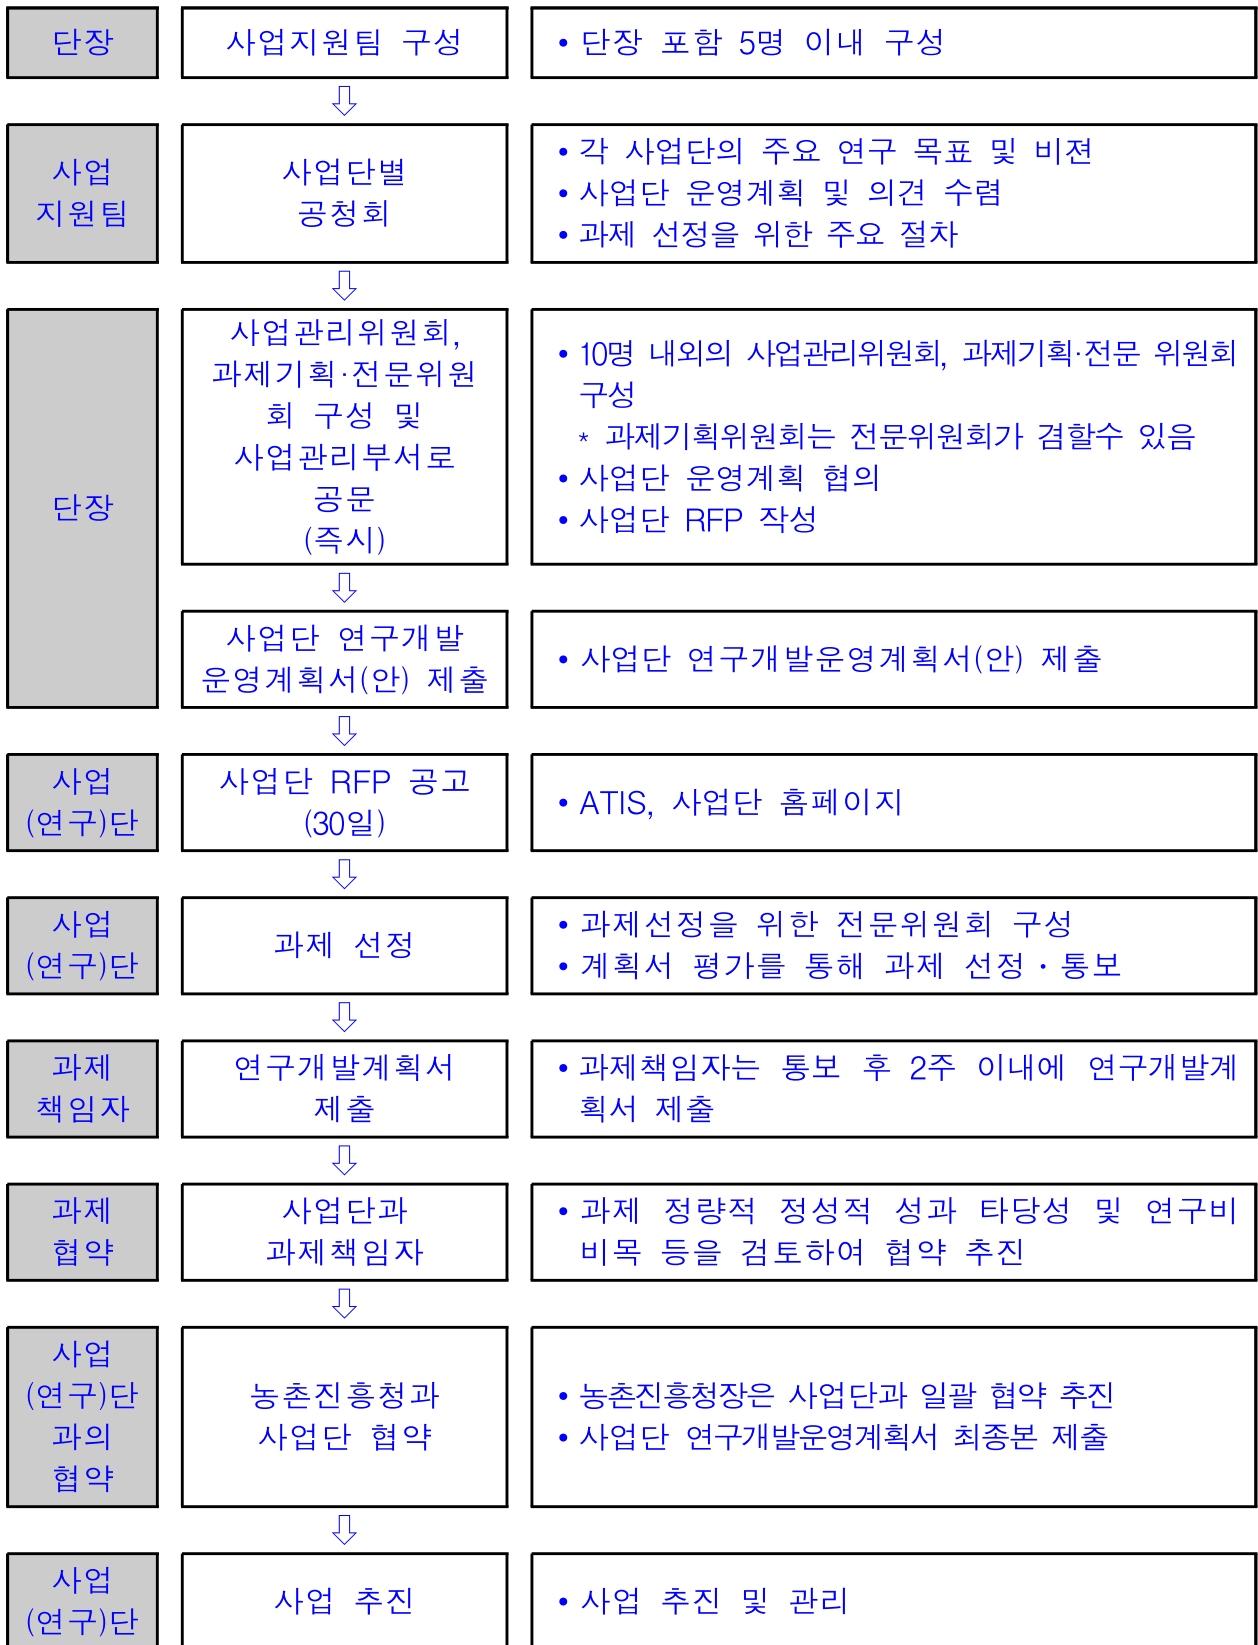 단장
사업지원팀 구성
• 단장 포함 5명 이내 구성
사업
지원팀
사업단별
공청회
• 각 사업단의 주요 연구 목표 및 비젼
• 사업단 운영계획 및 의견 수렴
• 과제 선정을 위한 주요 절차
단장
사업관리위원회,
과제기획·전문위원
회 구성 및
사업관리부서로
공문
(즉시)
• 10명 내외의 사업관리위원회, 과제기획·전문 위원회
구성
* 과제기획위원회는 전문위원회가 겸할수 있음
• 사업단 운영계획 협의
• 사업단 RFP 작성
사업단 연구개발
운영계획서(안) 제출
• 사업단 연구개발운영계획서(안) 제출
사업
(연구)단
사업단 RFP 공고
(30일)
• ATIS, 사업단 홈페이지
사업
(연구)단
과제 선정
• 과제선정을 위한 전문위원회 구성
• 계획서 평가를 통해 과제 선정·통보
과제
책임자
연구개발계획서
제출
• 과제책임자는 통보 후 2주 이내에 연구개발계
획서 제출
과제
협약
사업단과
과제책임자
• 과제 정량적 정성적 성과 타당성 및 연구비
비목 등을 검토하여 협약 추진
사업
(연구)단
과의
협약
농촌진흥청과
사업단 협약
• 농촌진흥청장은 사업단과 일괄 협약 추진
• 사업단 연구개발운영계획서 최종본 제출
사업
(연구)단
사업 추진
• 사업 추진 및 관리